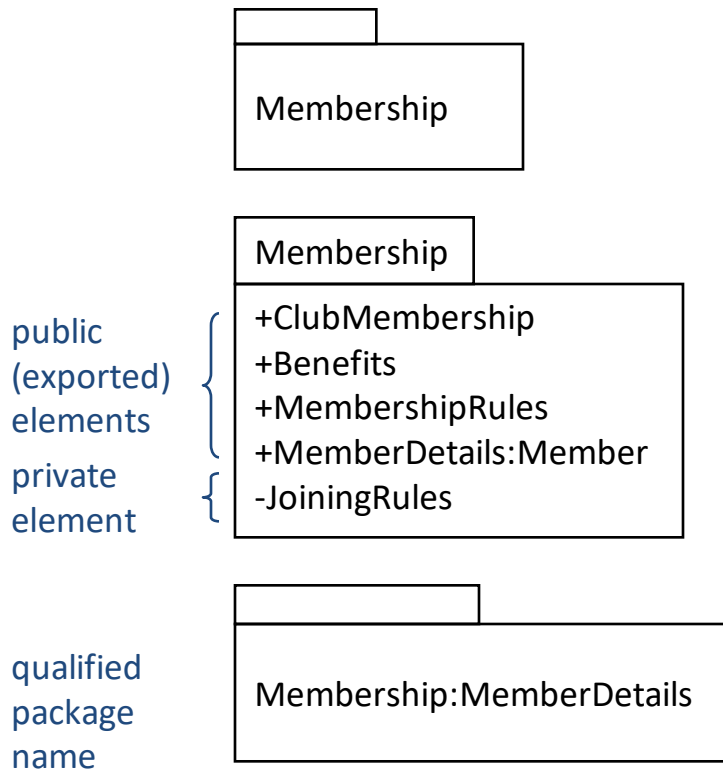 Membership
Membership
public
(exported)
elements
+ClubMembership
+Benefits
+MembershipRules
+MemberDetails:Member
private
element
-JoiningRules
qualified
package
name
Membership:MemberDetails